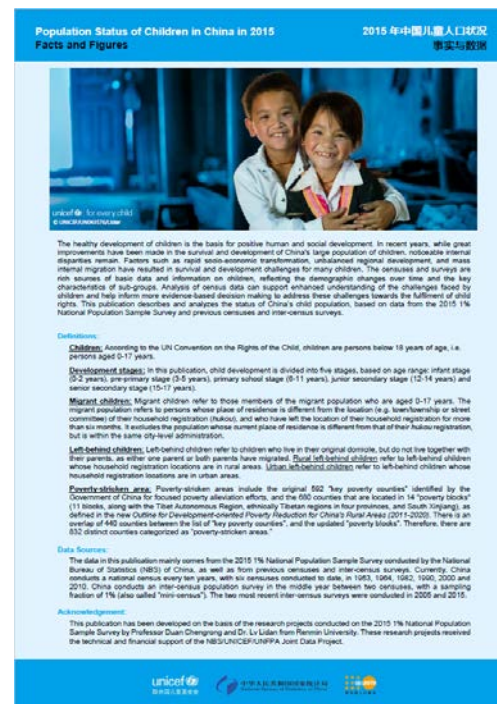 Population Status of Children in China in 2015
Facts and Figures
2015 年中国儿童人口状况
事实与数据
unicef for every child
The healthy development of children is the basis for positive human and social development. In recent years, while great
improvements have been made in the survival and development of China's large population of children, noticeable internal
disparities remain. Factors such as rapid socio-economic transformation, unbalanced regional development, and mass
internal migration have resulted in survival and development challenges for many children. The censuses and surveys are
rich sources of basic data and information on children, reflecting the demographic changes over time and the key
characteristics of sub-groups. Analysis of census data can support enhanced understanding of the challenges faced by
children and help inform more evidence-based decision making to address these challenges towards the fulfilment of child
rights. This publication describes and analyzes the status of China's child population, based on data from the 2015 1%
National Population Sample Survey and previous censuses and inter-census surveys.
Definitions:
Children: According to the UN Convention on the Rights of the Child, children are persons below 18 years of age, i.e.
persons aged 0-17 years.
Development stages: In this publication, child development is divided into five stages, based on age range: infant stage
(0-2 years), pre-primary stage (3-5 years), primary school stage (6-11 years), junior secondary stage (12-14 years) and
senior secondary stage (15-17 years).
Migrant children: Migrant children refer to those members of the migrant population who are aged 0-17 years. The
migrant population refers to persons whose place of residence is different from the location (e.g. town/township or street
committee) of their household registration (hukou), and who have left the location of their household registration for more
than six months. It excludes the population whose current place of residence is different from that of their hukou registration,
but is within the same city-level administration.
Left-behind children: Left-behind children refer to children who live in their original domicile, but do not live together with
their parents, as either one parent or both parents have migrated. Rural left-behind children refer to left-behind children
whose household registration locations are in rural areas. Urban left-behind children refer to left-behind children whose
household registration locations are in urban areas.
Poverty-stricken area: Poverty-stricken areas include the original 592 "key poverty counties" identified by the
Government of China for focused poverty alleviation efforts, and the 680 counties that are located in 14 "poverty blocks"
(11 blocks, along with the Tibet Autonomous Region, ethnically Tibetan regions in four provinces, and South Xinjiang), as
defined in the new Outline for Development-oriented Poverty Reduction for China's Rural Areas (2011-2020). There is an
overlap of 440 counties between the list of "key poverty counties", and the updated "poverty blocks". Therefore, there are
832 distinct counties categorized as "poverty-stricken areas."
Data Sources:
The data in this publication mainly comes from the 2015 1% National Population Sample Survey conducted by the National
Bureau of Statistics (NBS) of China, as well as from previous censuses and inter-census surveys. Currently, China
conducts a national census every ten years, with six censuses conducted to date, in 1953, 1964, 1982, 1990, 2000 and
2010. China conducts an inter-census population survey in the middle year between two censuses, with a sampling
fraction of 1% (also called "mini-census"). The two most recent inter-census surveys were conducted in 2005 and 2015.
Acknowledgement:
This publication has been developed on the basis of the research projects conducted on the 2015 1% National Population
Sample Survey by Professor Duan Chengrong and Dr. Lv Lidan from Renmin University. These research projects received
the technical and financial support of the NBS/UNICEF/UNFPA Joint Data Project.
unicef
联合国儿童基金会
中华人民共和国国家统计局
National Bureau of Statistics of China